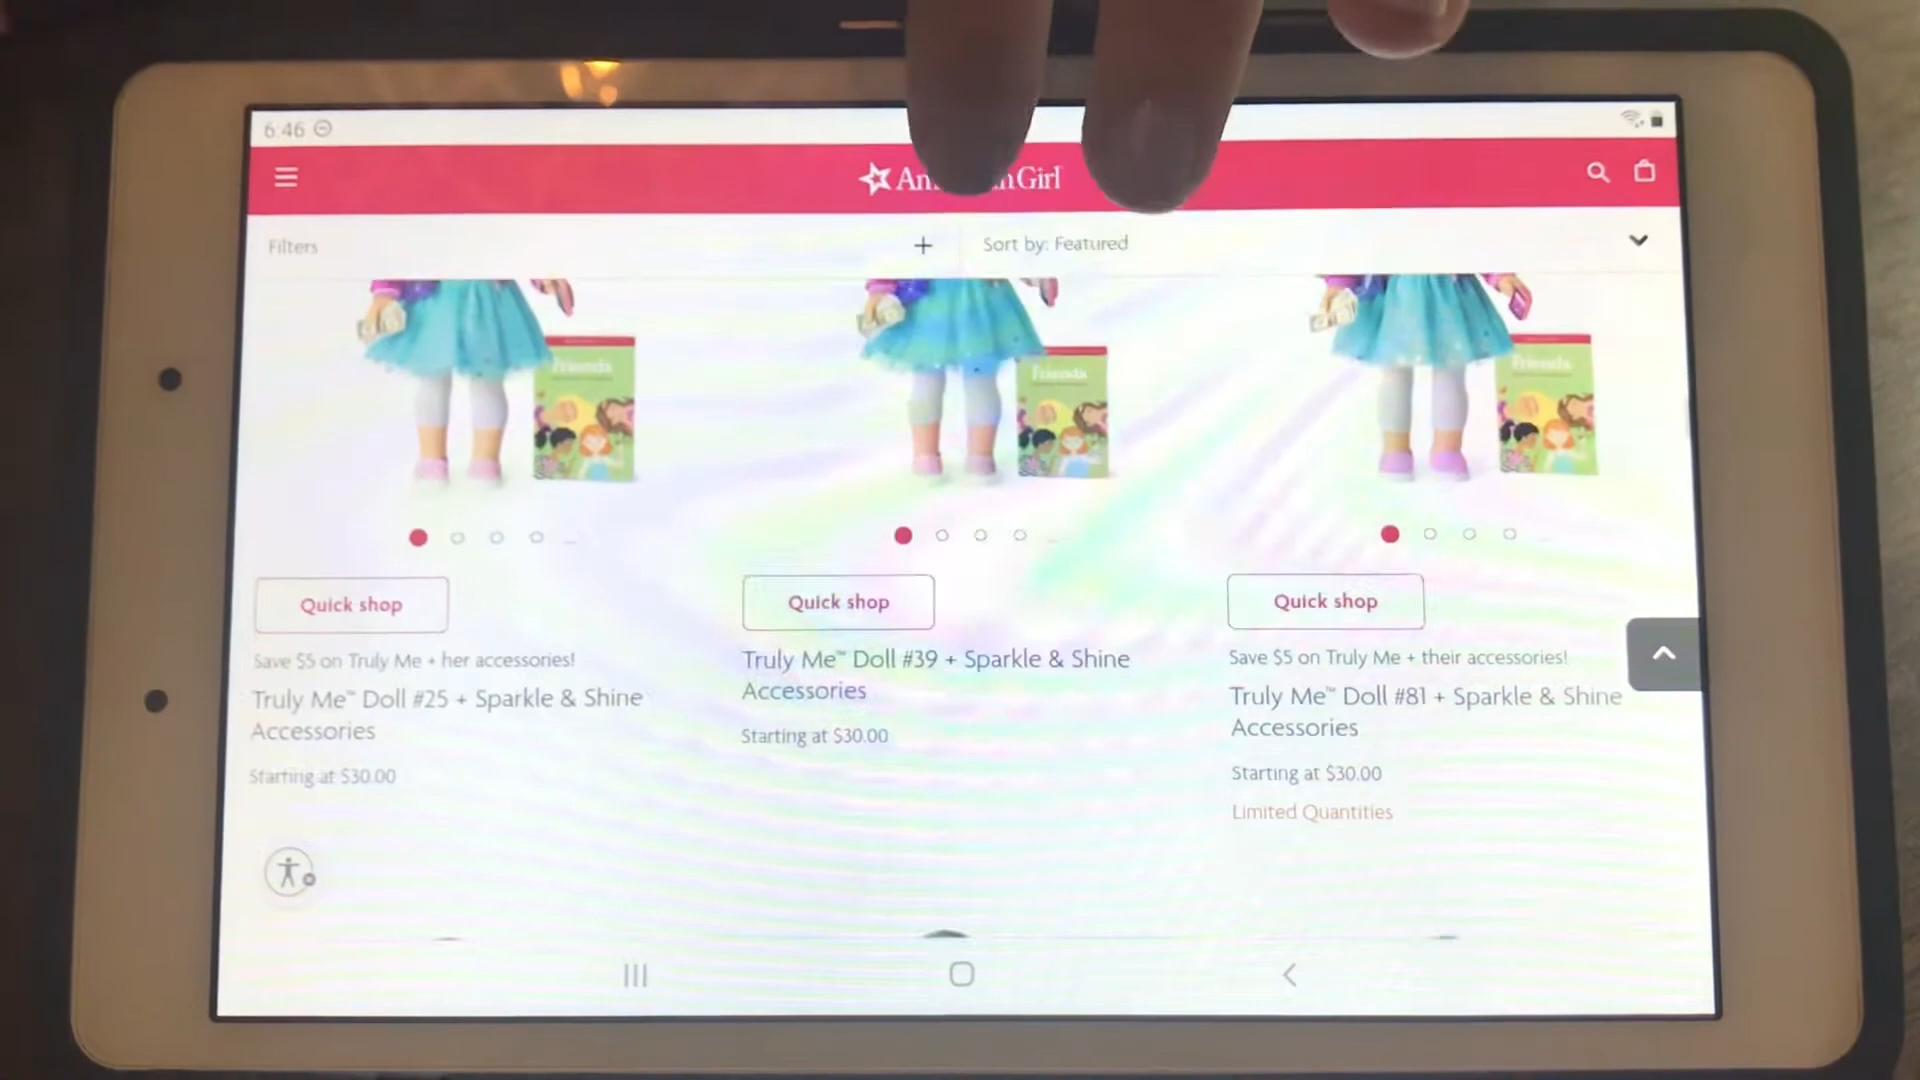 6:46
Girl
Filters
Sort by: Featured
Friends
Friends
Friends
Quick shop
Quick shop
Quick shop
Save $5 on Truly Me + her accessories!
Truly Me™ Doll #25 + Sparkle & Shine
Accessories
Starting at $30.00
Truly Me™ Doll #39 + Sparkle & Shine
Accessories
Starting at $30.00
Save $5 on Truly Me + their accessories!
Truly Me™ Doll #81 + Sparkle & Shine
Accessories
Starting at $30.00
Limited Quantities